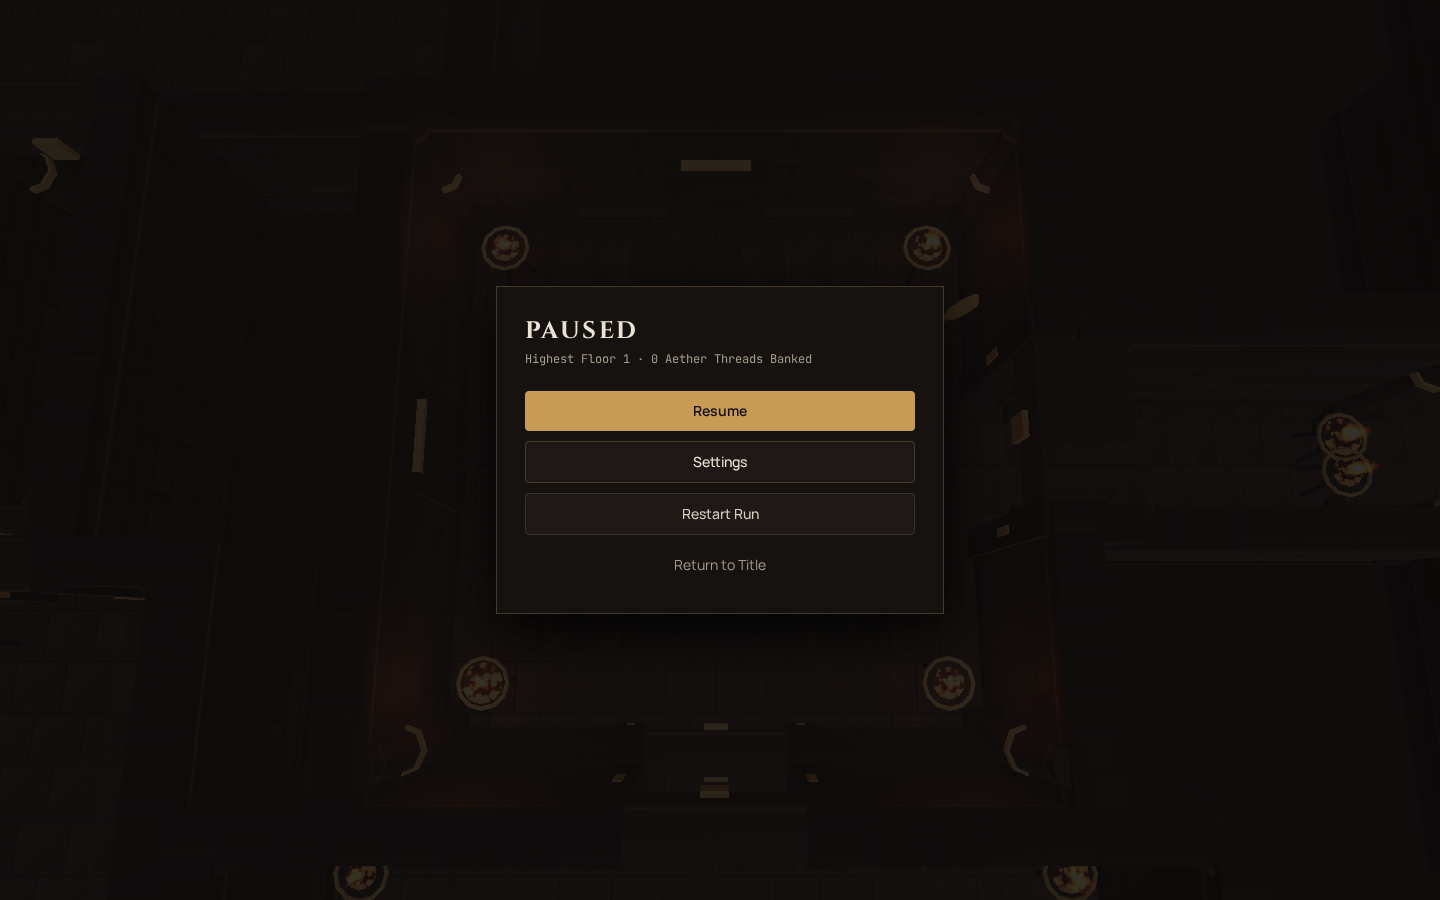 PAUSED
Highest Floor 1 · 0 Aether Threads Banked
Resume
Settings
Restart Run
Return to Title